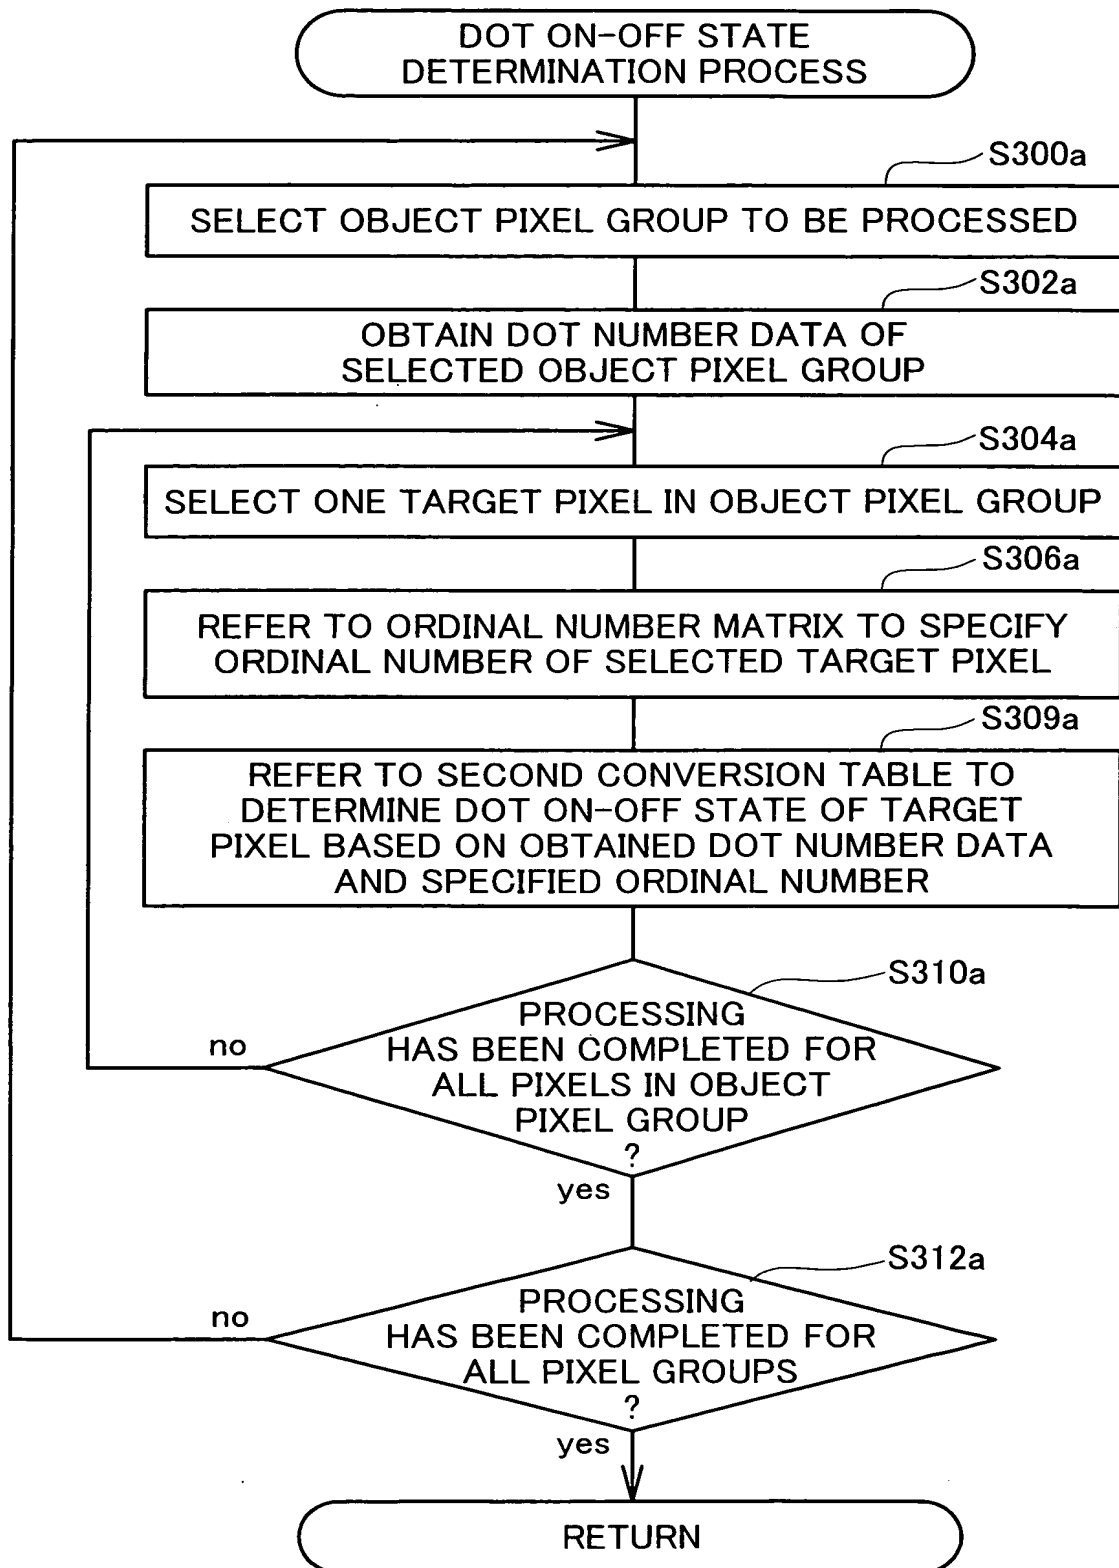 DOT ON-OFF STATE
DETERMINATION PROCESS
S300a
SELECT OBJECT PIXEL GROUP TO BE PROCESSED
S302a
OBTAIN DOT NUMBER DATA OF
SELECTED OBJECT PIXEL GROUP
S304a
SELECT ONE TARGET PIXEL IN OBJECT PIXEL GROUP
S306a
REFER TO ORDINAL NUMBER MATRIX TO SPECIFY
ORDINAL NUMBER OF SELECTED TARGET PIXEL
S309a
REFER TO SECOND CONVERSION TABLE TO
DETERMINE DOT ON-OFF STATE OF TARGET
PIXEL BASED ON OBTAINED DOT NUMBER DATA
AND SPECIFIED ORDINAL NUMBER
S310a
PROCESSING
HAS BEEN COMPLETED FOR
ALL PIXELS IN OBJECT
PIXEL GROUP
?
no
yes
S312a
PROCESSING
HAS BEEN COMPLETED FOR
ALL PIXEL GROUPS
?
no
yes
RETURN